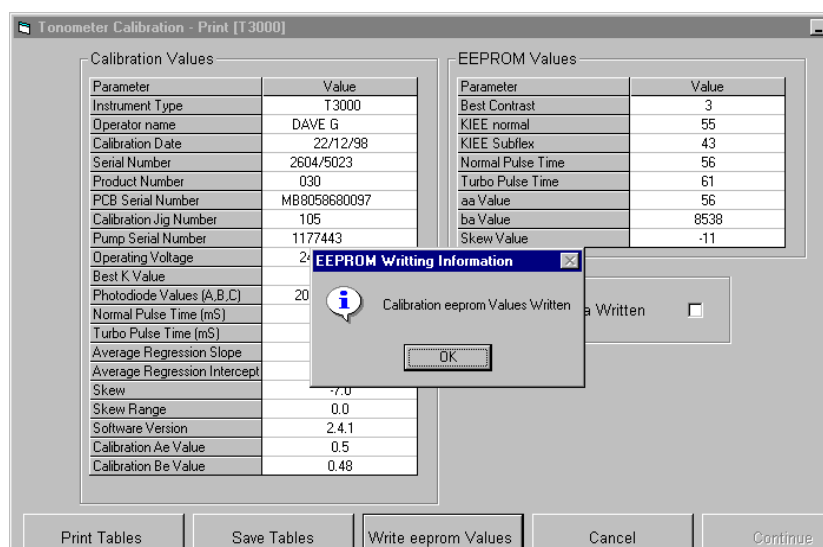 Tonometer Calibration - Print [T3000]
Calibration Values
Parameter Value
Instrument Type T3000
Operator name DAVE G
Calibration Date 22/12/98
Serial Number 2604/5023
Product Number 030
PCB Serial Number MB8058680097
Calibration Jig Number 105
Pump Serial Number 1177443
Operating Voltage
Best K Value
Photodiode Values (A,B,C) 20
Normal Pulse Time (mS)
Turbo Pulse Time (mS)
Average Regression Slope
Average Regression Intercept
Skew -7.0
Skew Range 0.0
Software Version 2.4.1
Calibration Ae Value 0.5
Calibration Be Value 0.48
EEPROM Values
Parameter Value
Best Contrast 3
KIEE normal 55
KIEE Subflex 43
Normal Pulse Time 56
Turbo Pulse Time 61
aa Value 56
ba Value 8538
Skew Value -11
a Written
EEPROM Writting Information
Calibration eeprom Values Written
OK
Print Tables
Save Tables
Write eeprom Values
Cancel
Continue